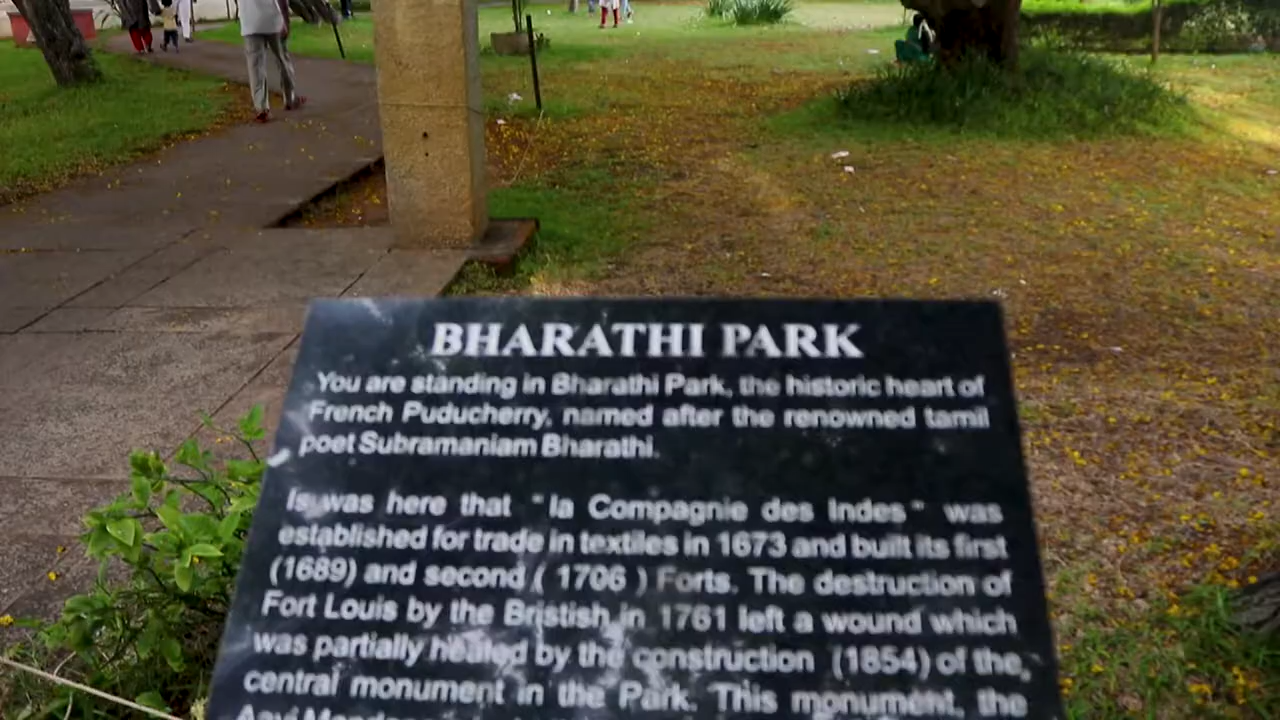 BHARATHI PARK
You are standing in Bharathi Park, the historic heart of
French Puducherry, named after the renowned tamil
poet Subramaniam Bharathi.
Is was here that "la Compagnie des Indes" was
established for trade in textiles in 1673 and built its first
(1689) and second ( 1706 ) Forts. The destruction of
Fort Louis by the Bristish in 1761 left a wound which
was partially healed by the construction (1854) of the,
central monument in the Park. This monument, the
Aayi